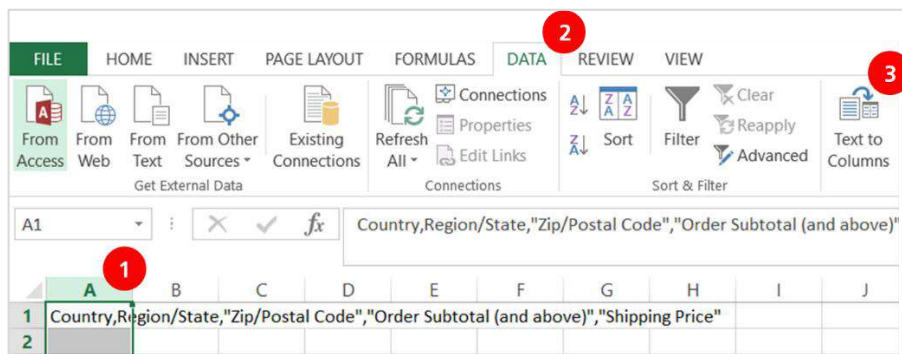 2
FILE HOME INSERT PAGE LAYOUT FORMULAS DATA REVIEW VIEW
3
From Access
From Web
From Text
From Other Sources
Existing Connections
Refresh All
Connections
Properties
Edit Links
A Z
Z A
Z A A Z
Sort
Filter
Clear
Reapply
Advanced
Text to Columns
Get External Data Connections Sort & Filter
A1 fx Country,Region/State,"Zip/Postal Code","Order Subtotal (and above)"
1
A B C D E F G H I J
1 Country,Region/State,"Zip/Postal Code","Order Subtotal (and above)","Shipping Price"
2